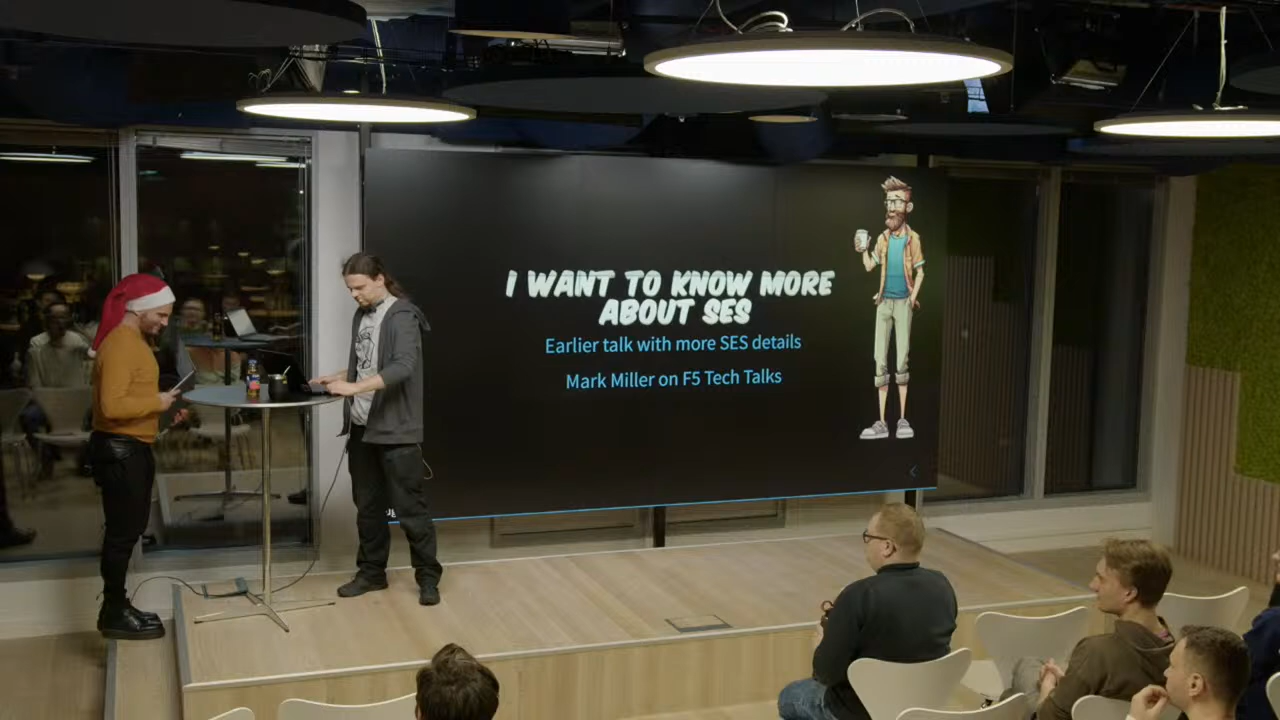 I WANT TO KNOW MORE
ABOUT SES
Earlier talk with more SES details
Mark Miller on F5 Tech Talks